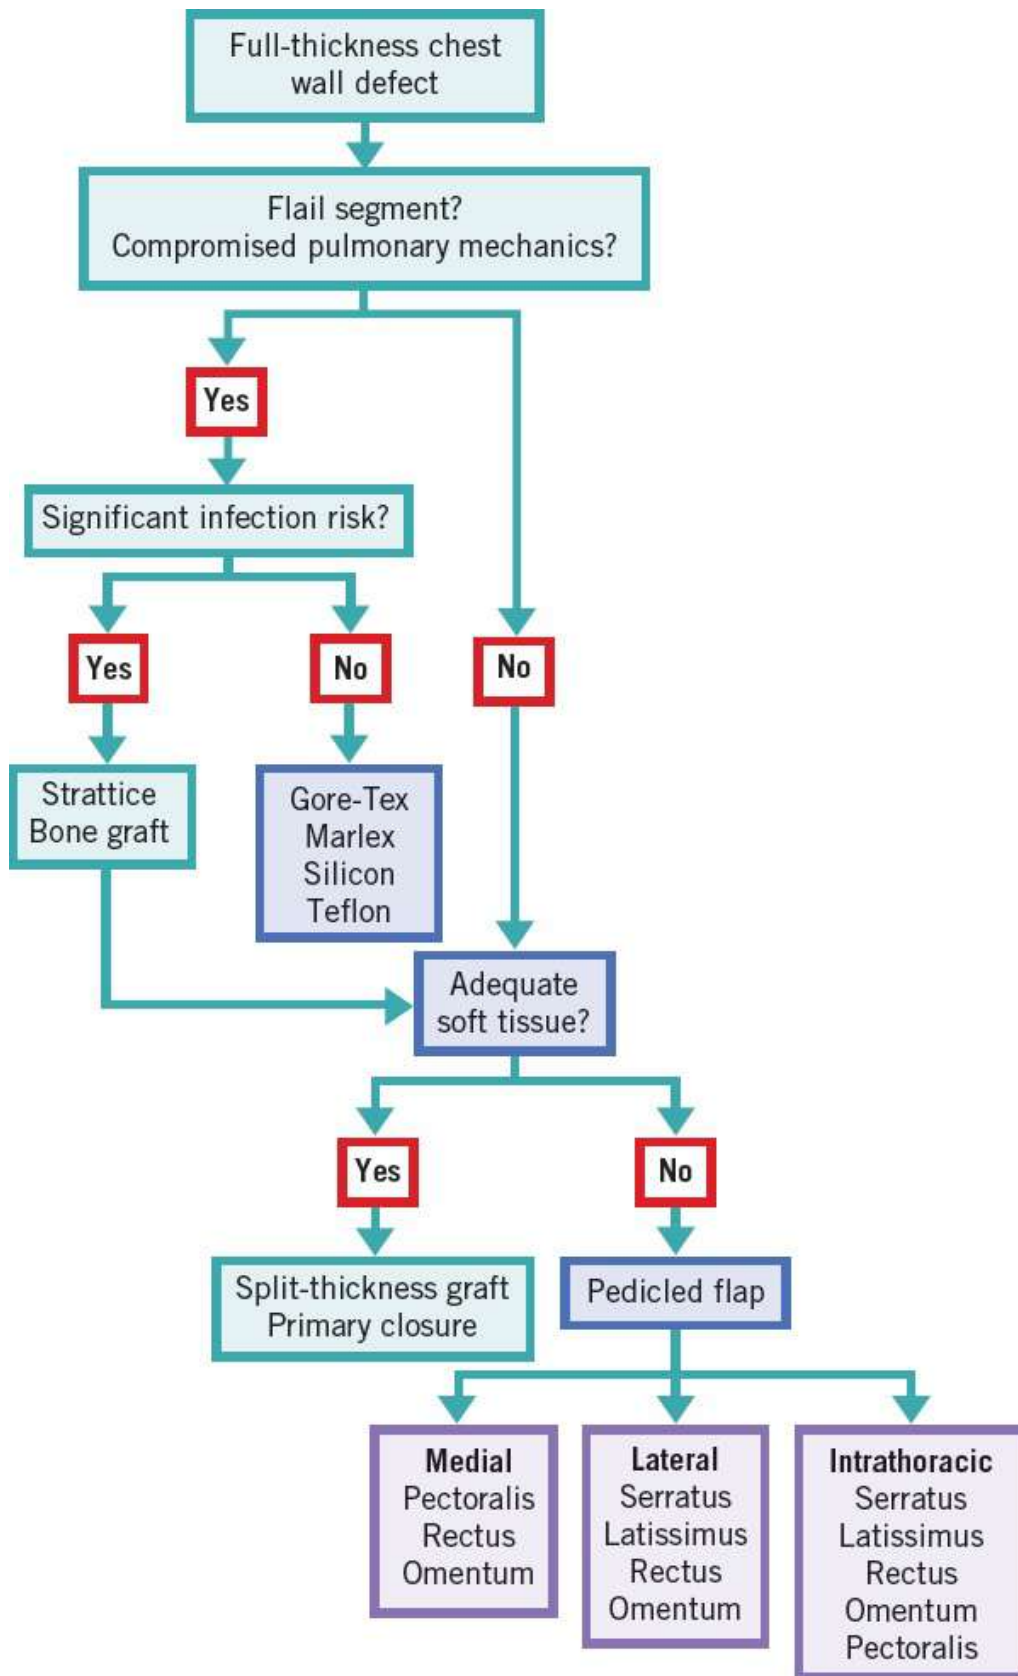 Full-thickness chest
wall defect
Flail segment?
Compromised pulmonary mechanics?
Yes
Significant infection risk?
Yes
No
No
Strattice
Bone graft
Gore-Tex
Marlex
Silicon
Teflon
Adequate
soft tissue?
Yes
No
Split-thickness graft
Primary closure
Pedicled flap
Medial
Pectoralis
Rectus
Omentum
Lateral
Serratus
Latissimus
Rectus
Omentum
Intrathoracic
Serratus
Latissimus
Rectus
Omentum
Pectoralis